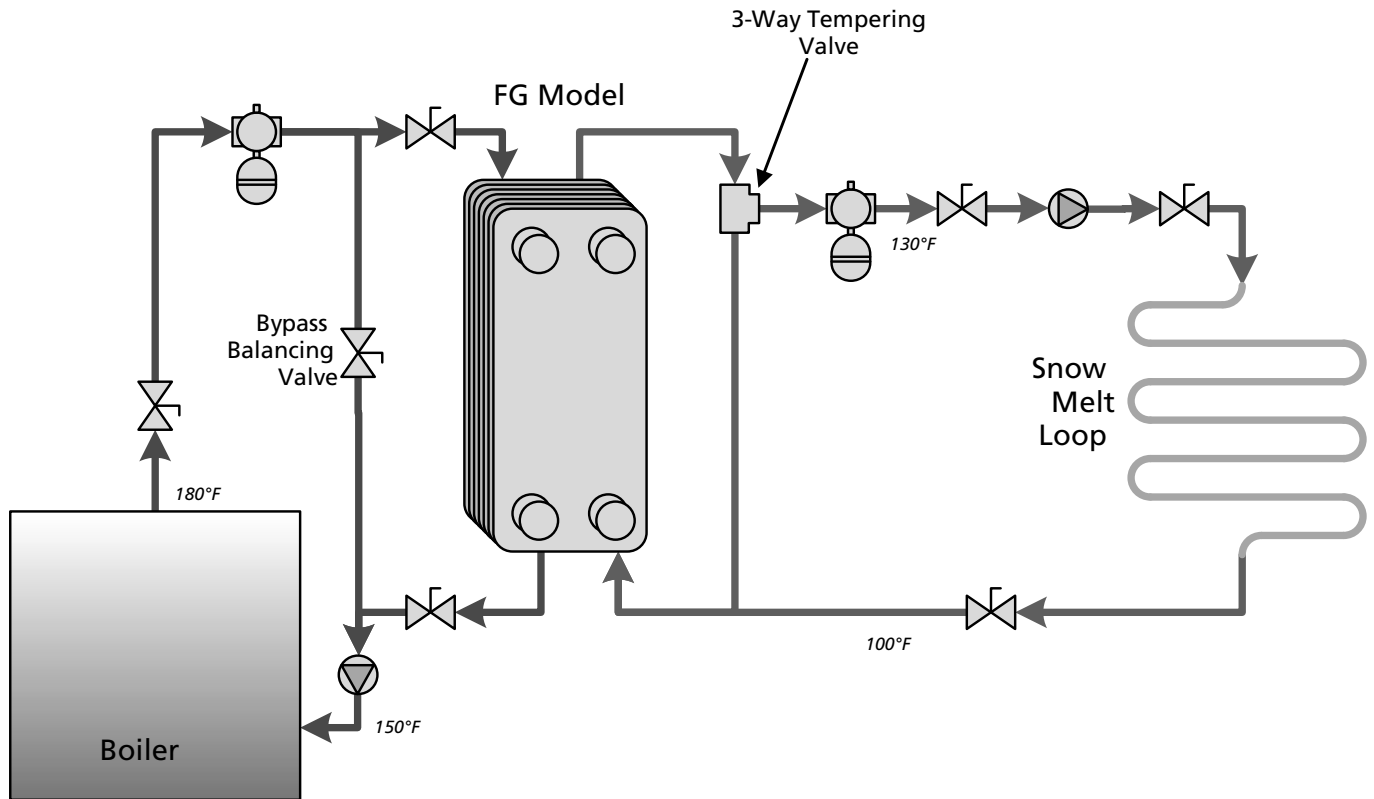 3-Way Tempering
Valve
FG Model
130°F
Bypass
Balancing
Valve
Snow
Melt
Loop
180°F
100°F
150°F
Boiler